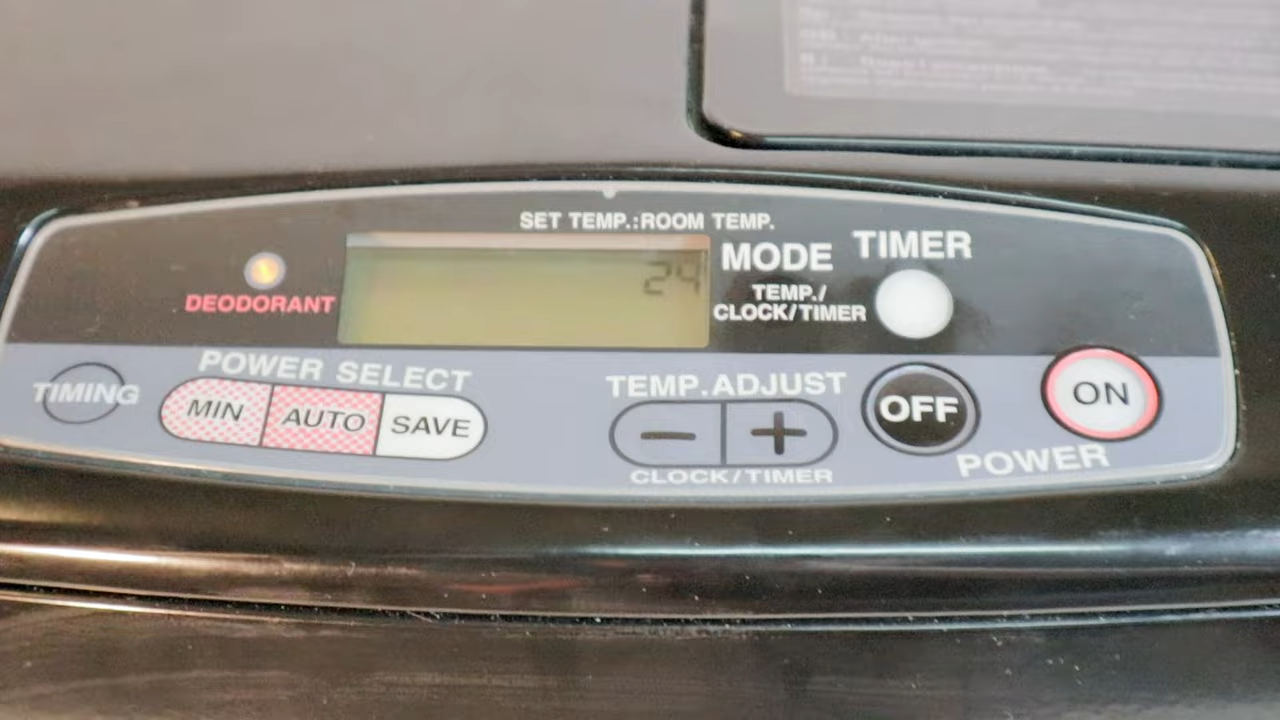 SET TEMP.:ROOM TEMP.
24
DEODORANT
MODE
TEMP./
CLOCK/TIMER
TIMER
TIMING
POWER SELECT
MIN AUTO SAVE
TEMP.ADJUST
− +
CLOCK/TIMER
OFF
ON
POWER